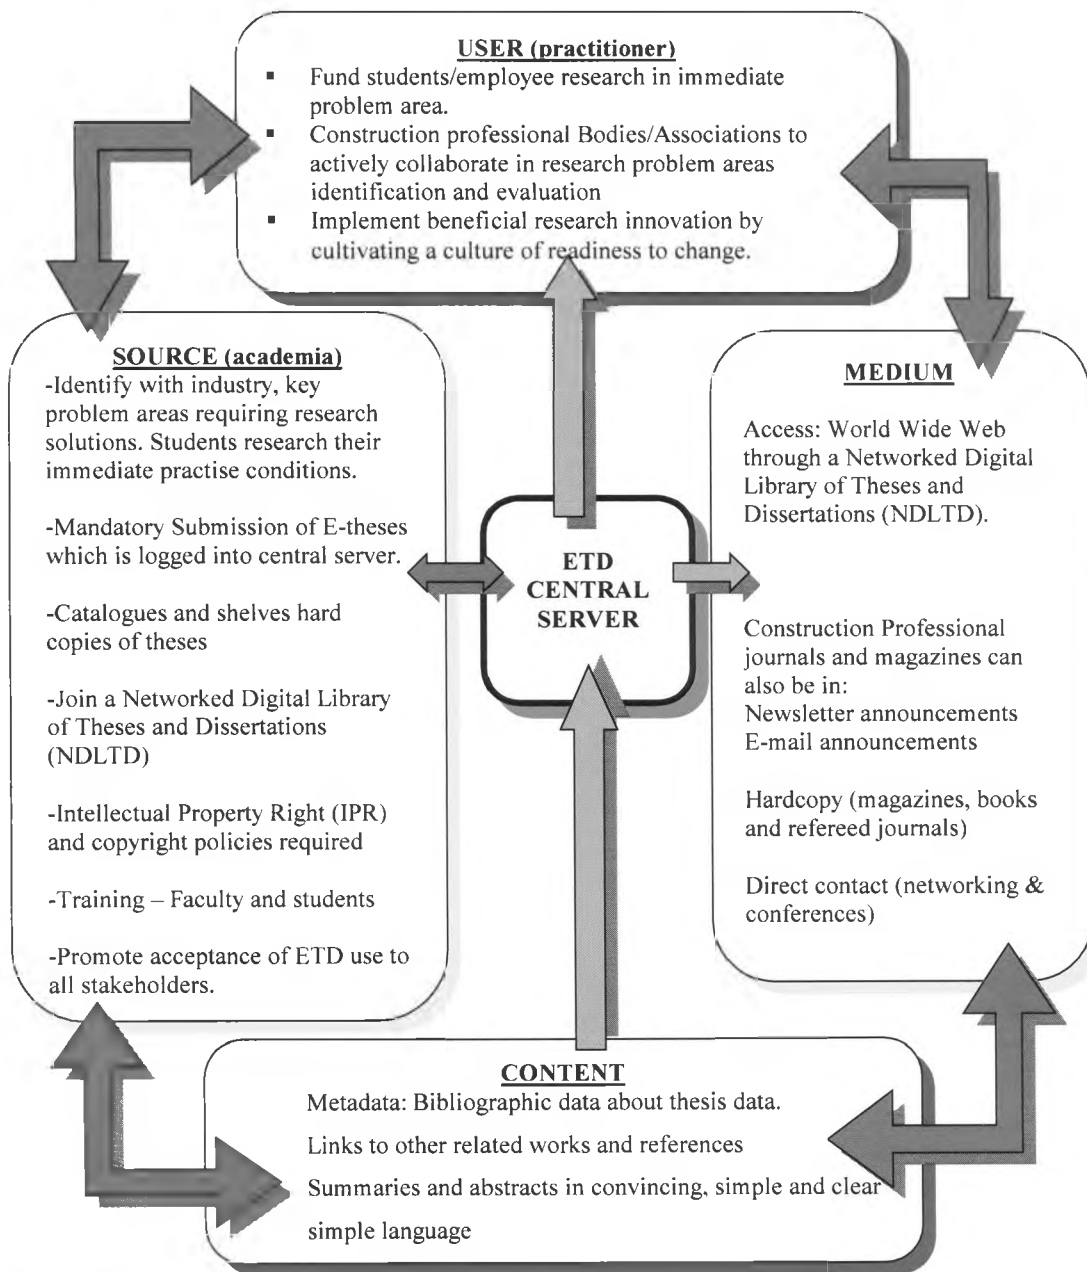 USER (practitioner)
▪ Fund students/employee research in immediate
problem area.
▪ Construction professional Bodies/Associations to
actively collaborate in research problem areas
identification and evaluation
▪ Implement beneficial research innovation by
cultivating a culture of readiness to change.
SOURCE (academia)
-Identify with industry, key
problem areas requiring research
solutions. Students research their
immediate practise conditions.
-Mandatory Submission of E-theses
which is logged into central server.
-Catalogues and shelves hard
copies of theses
-Join a Networked Digital Library
of Theses and Dissertations
(NDLTD)
-Intellectual Property Right (IPR)
and copyright policies required
-Training – Faculty and students
-Promote acceptance of ETD use to
all stakeholders.
ETD
CENTRAL
SERVER
MEDIUM
Access: World Wide Web
through a Networked Digital
Library of Theses and
Dissertations (NDLTD).
Construction Professional
journals and magazines can
also be in:
Newsletter announcements
E-mail announcements
Hardcopy (magazines, books
and refereed journals)
Direct contact (networking &
conferences)
CONTENT
Metadata: Bibliographic data about thesis data.
Links to other related works and references
Summaries and abstracts in convincing, simple and clear
simple language